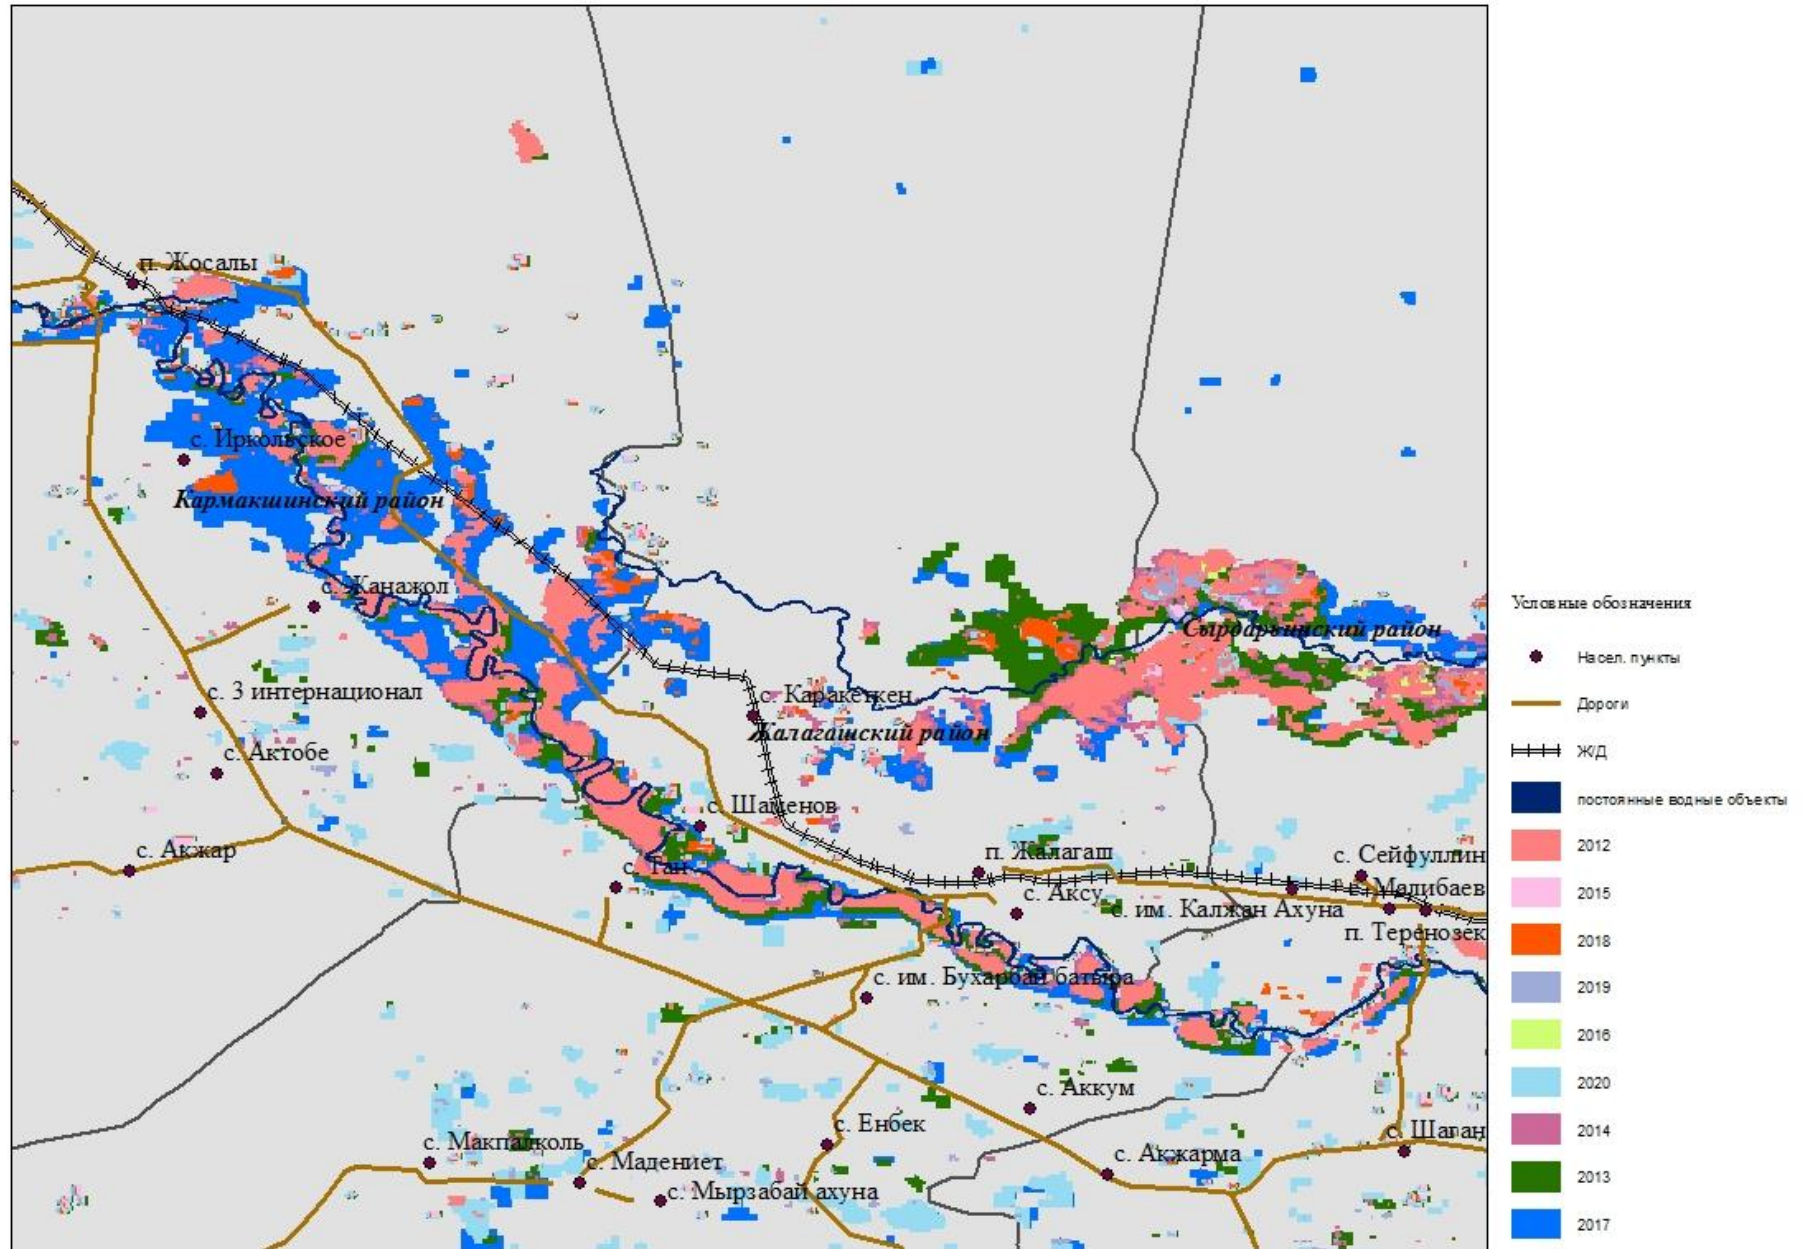 п. Жосалы
с. Иркольское
Кармакшинский район
с. Жанажол
Условные обозначения
Сырдарьинский район
Насел. пункты
с. 3 интернационал
с. Каракеткен
Дороги
Жалагашский район
с. Актобе
Ж/Д
постоянные водные объекты
с. Шаменов
2012
с. Акжар
п. Жалагаш
с. Сейфуллин
с. Тан
с. Аксу
с. Малибаев
2015
с. им. Калжан Ахуна
п. Теренозек
2018
с. им. Бухарбай батыра
2019
2016
с. Аккум
2020
с. Енбек
2014
с. Макпалколь
с. Шаган
с. Мадениет
с. Акжарма
2013
с. Мырзабай ахуна
2017